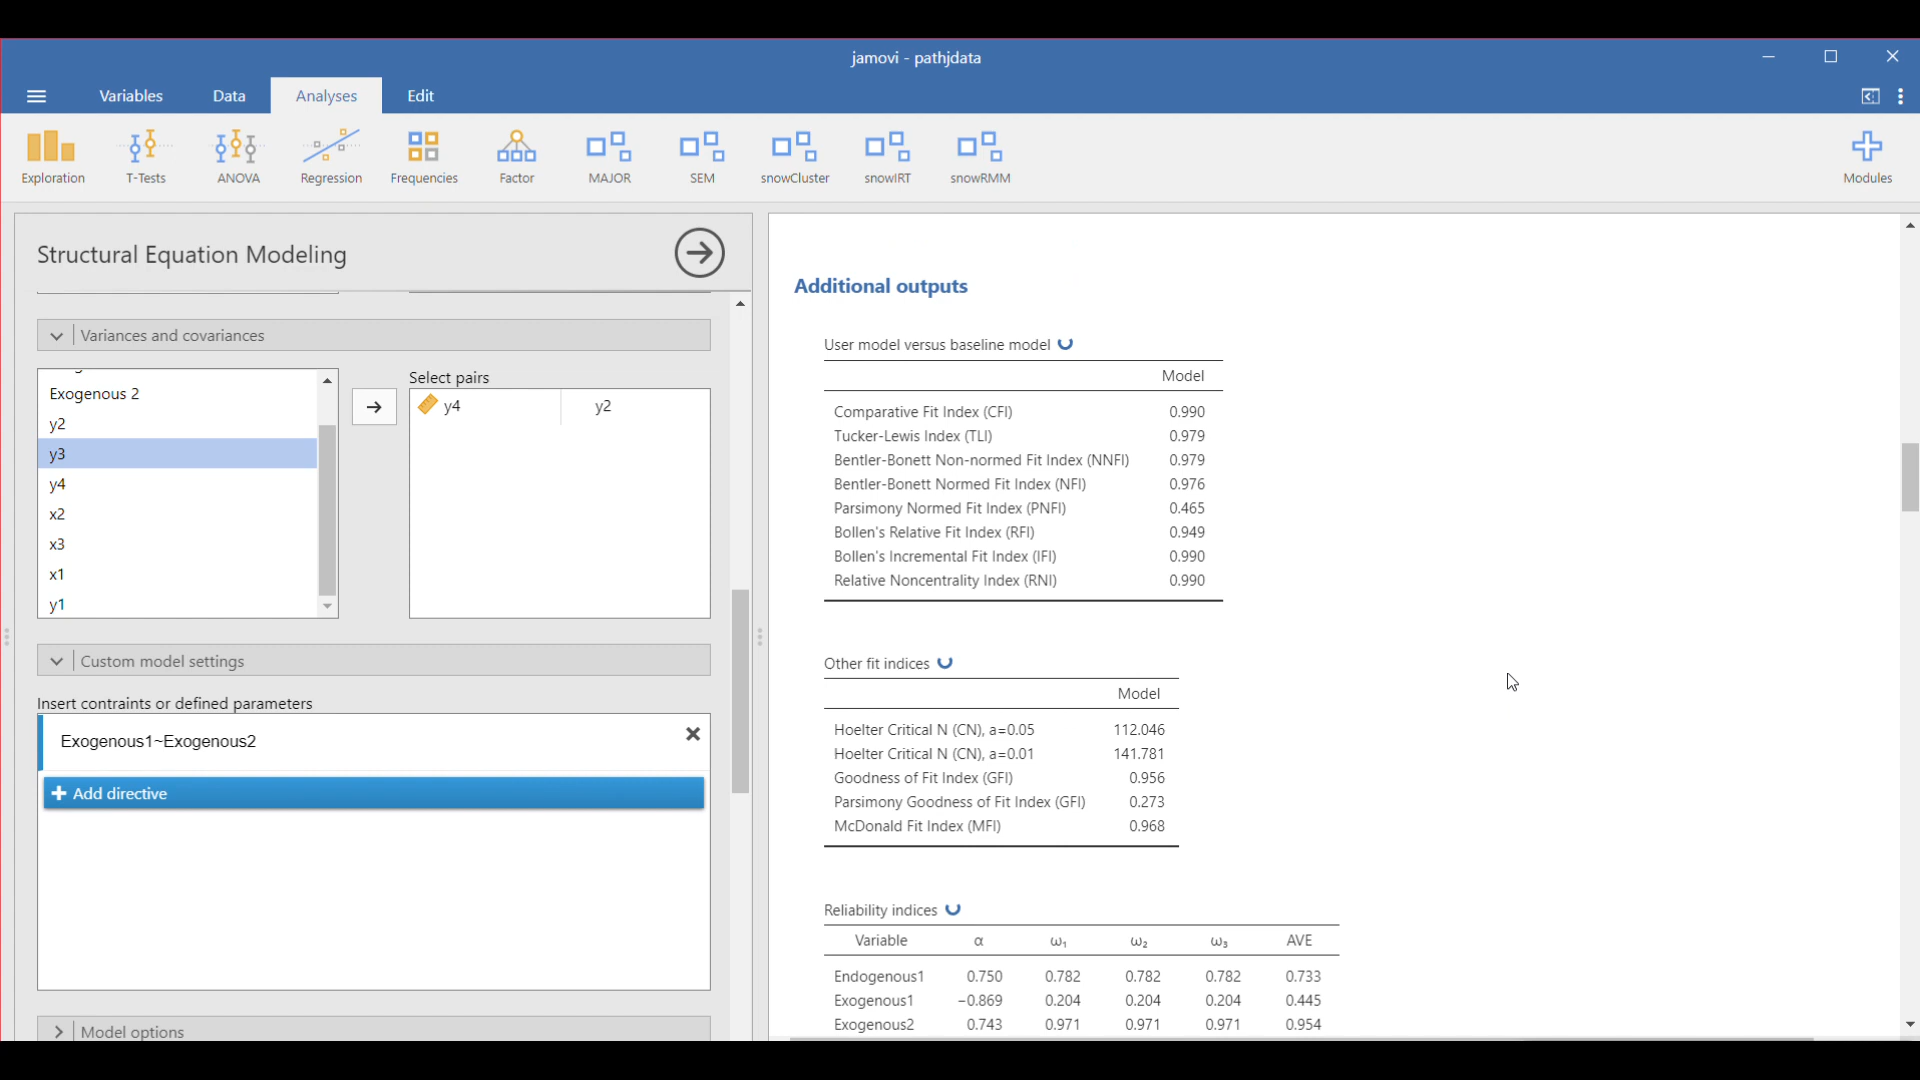 jamovi - pathjdata
Variables Data Analyses Edit
Exploration T-Tests ANOVA Regression Frequencies Factor MAJOR SEM snowCluster snowIRT snowRMM Modules
Structural Equation Modeling
Variances and covariances
Exogenous 2
y2
y3
y4
x2
x3
x1
y1
Select pairs
y4 y2
Custom model settings
Insert contraints or defined parameters
Exogenous1~Exogenous2
Add directive
Model options
Additional outputs
User model versus baseline model
Model
Comparative Fit Index (CFI) 0.990
Tucker-Lewis Index (TLI) 0.979
Bentler-Bonett Non-normed Fit Index (NNFI) 0.979
Bentler-Bonett Normed Fit Index (NFI) 0.976
Parsimony Normed Fit Index (PNFI) 0.465
Bollen's Relative Fit Index (RFI) 0.949
Bollen's Incremental Fit Index (IFI) 0.990
Relative Noncentrality Index (RNI) 0.990
Other fit indices
Model
Hoelter Critical N (CN), a=0.05 112.046
Hoelter Critical N (CN), a=0.01 141.781
Goodness of Fit Index (GFI) 0.956
Parsimony Goodness of Fit Index (GFI) 0.273
McDonald Fit Index (MFI) 0.968
Reliability indices
Variable α ω₁ ω₂ ω₃ AVE
Endogenous1 0.750 0.782 0.782 0.782 0.733
Exogenous1 -0.869 0.204 0.204 0.204 0.445
Exogenous2 0.743 0.971 0.971 0.971 0.954